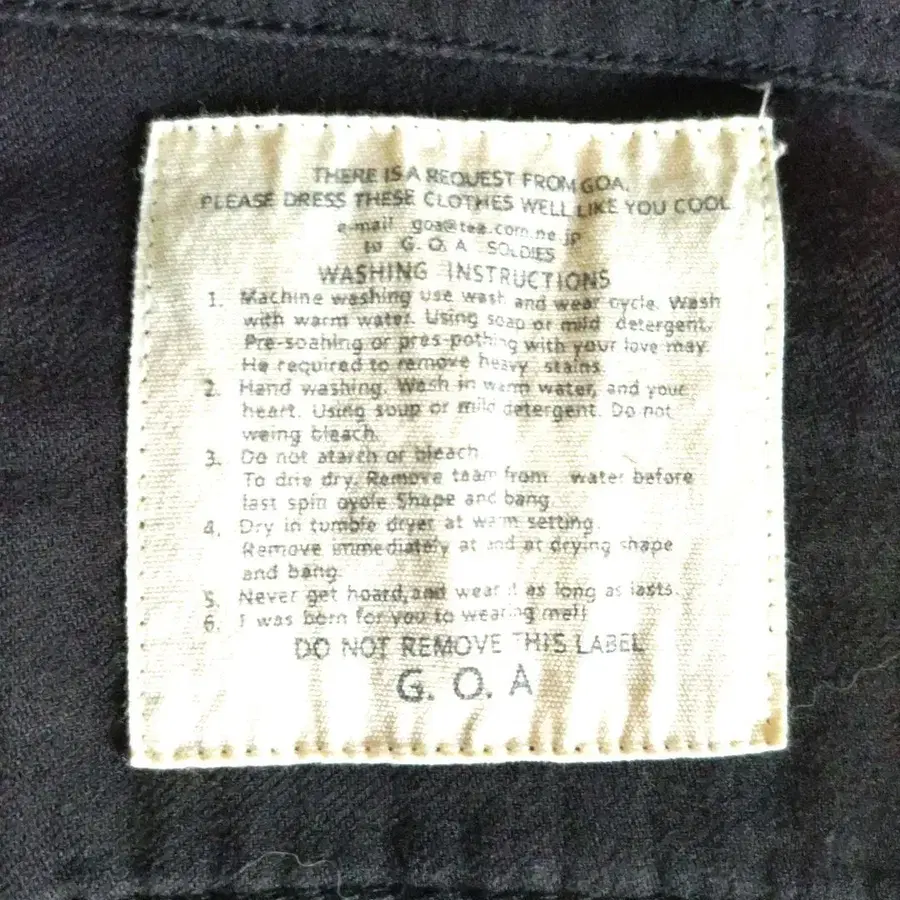 THERE IS A REQUEST FROM GOA.
PLEASE DRESS THESE CLOTHES WELL LIKE YOU COOL
e-mail goa@tea.com.ne.jp
to G. O. A SOLDIES
WASHING INSTRUCTIONS
1. Machine washing use wash and wear cycle. Wash
with warm water. Using soap or mild detergent.
Pre-soahing or pres-pothing with your love may.
He required to remove heavy stains.
2. Hand washing. Wash in warm water, and your
heart. Using soup or mild detergent. Do not
weing bleach.
3. Do not atarch or bleach
To drie dry. Remove taam from water before
last spin oyole Shape and bang
4. Dry in tumble dryer at warm setting.
Remove immediately at and at drying shape
and bang.
5. Never get hoard, and wear it as long as lasts.
6. I was born for you to wearing me!!
DO NOT REMOVE THIS LABEL
G. O. A